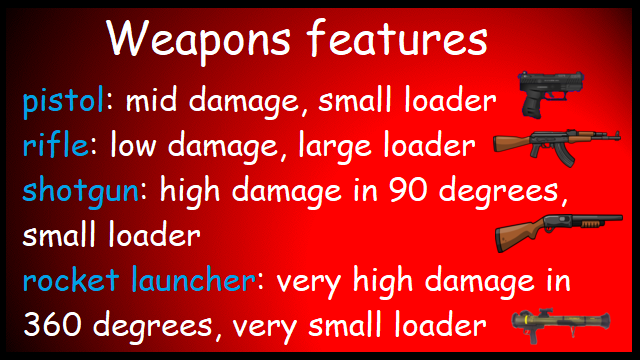 Weapons features
pistol: mid damage, small loader
rifle: low damage, large loader
shotgun: high damage in 90 degrees,
small loader
rocket launcher: very high damage in
360 degrees, very small loader